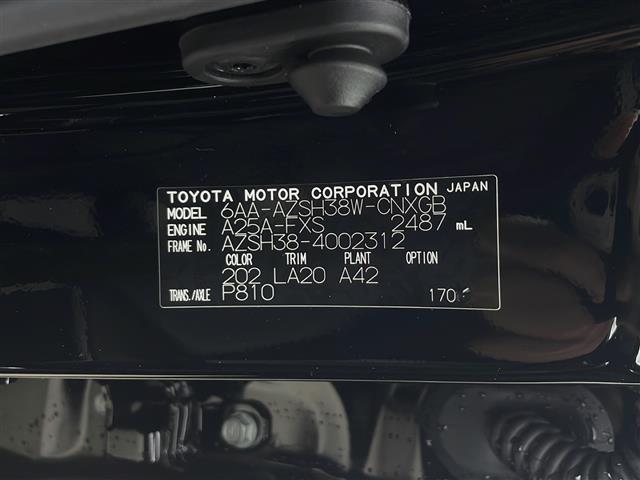 TOYOTA MOTOR CORPORATION JAPAN
MODEL 6AA-AZSH38W-CNXGB
ENGINE A25A-FXS 2487 mL
FRAME No. AZSH38-4002312
COLOR TRIM PLANT OPTION
202 LA20 A42
TRANS./AXLE P810